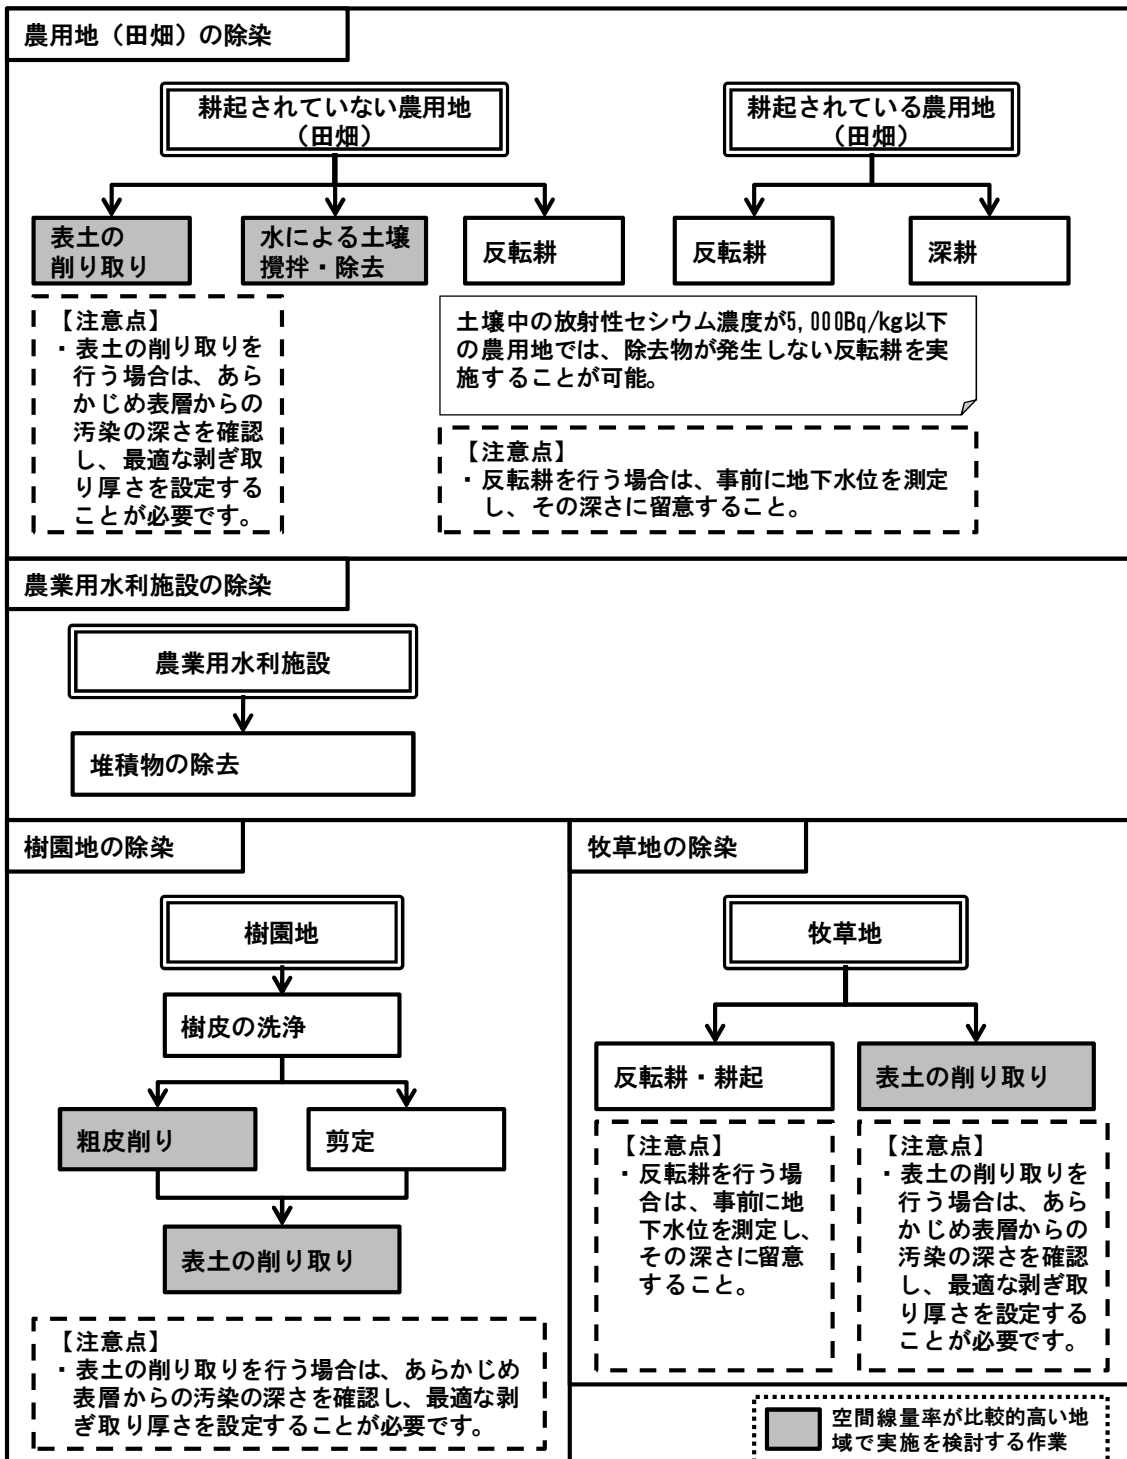 農用地（田畑）の除染
耕起されていない農用地
（田畑）
耕起されている農用地
（田畑）
表土の
削り取り
水による土壌
攪拌・除去
反転耕
反転耕
深耕
【注意点】
・表土の削り取りを
行う場合は、あら
かじめ表層からの
汚染の深さを確認
し、最適な剥ぎ取
り厚さを設定する
ことが必要です。
土壌中の放射性セシウム濃度が5,000Bq/kg以下
の農用地では、除去物が発生しない反転耕を実
施することが可能。
【注意点】
・反転耕を行う場合は、事前に地下水位を測定
し、その深さに留意すること。
農業用水利施設の除染
農業用水利施設
堆積物の除去
樹園地の除染
樹園地
樹皮の洗浄
粗皮削り
剪定
表土の削り取り
【注意点】
・表土の削り取りを行う場合は、あらかじめ
表層からの汚染の深さを確認し、最適な剥
ぎ取り厚さを設定することが必要です。
牧草地の除染
牧草地
反転耕・耕起
表土の削り取り
【注意点】
・反転耕を行う場
合は、事前に地
下水位を測定し、
その深さに留意
すること。
【注意点】
・表土の削り取りを
行う場合は、あら
かじめ表層からの
汚染の深さを確認
し、最適な剥ぎ取
り厚さを設定する
ことが必要です。
空間線量率が比較的高い地
域で実施を検討する作業